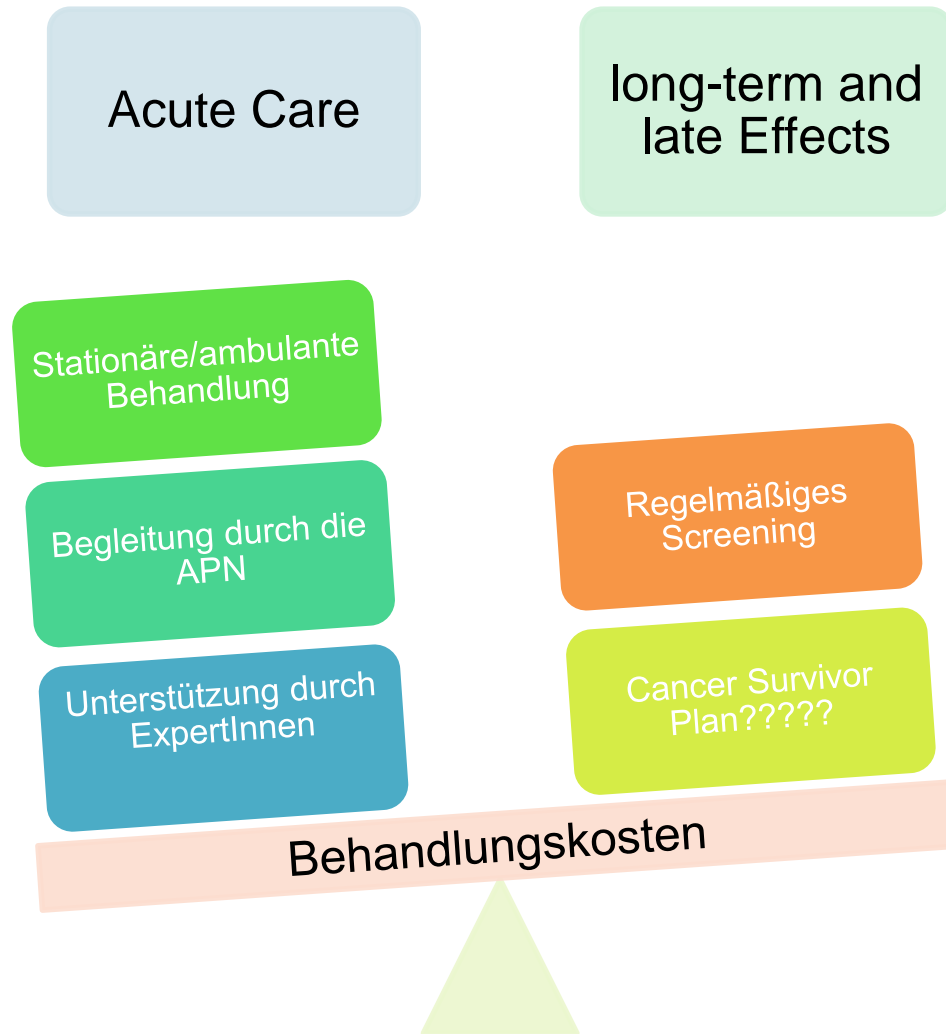 Acute Care
long-term and
late Effects
Stationäre/ambulante
Behandlung
Begleitung durch die
APN
Unterstützung durch
ExpertInnen
Regelmäßiges
Screening
Cancer Survivor
Plan?????
Behandlungskosten